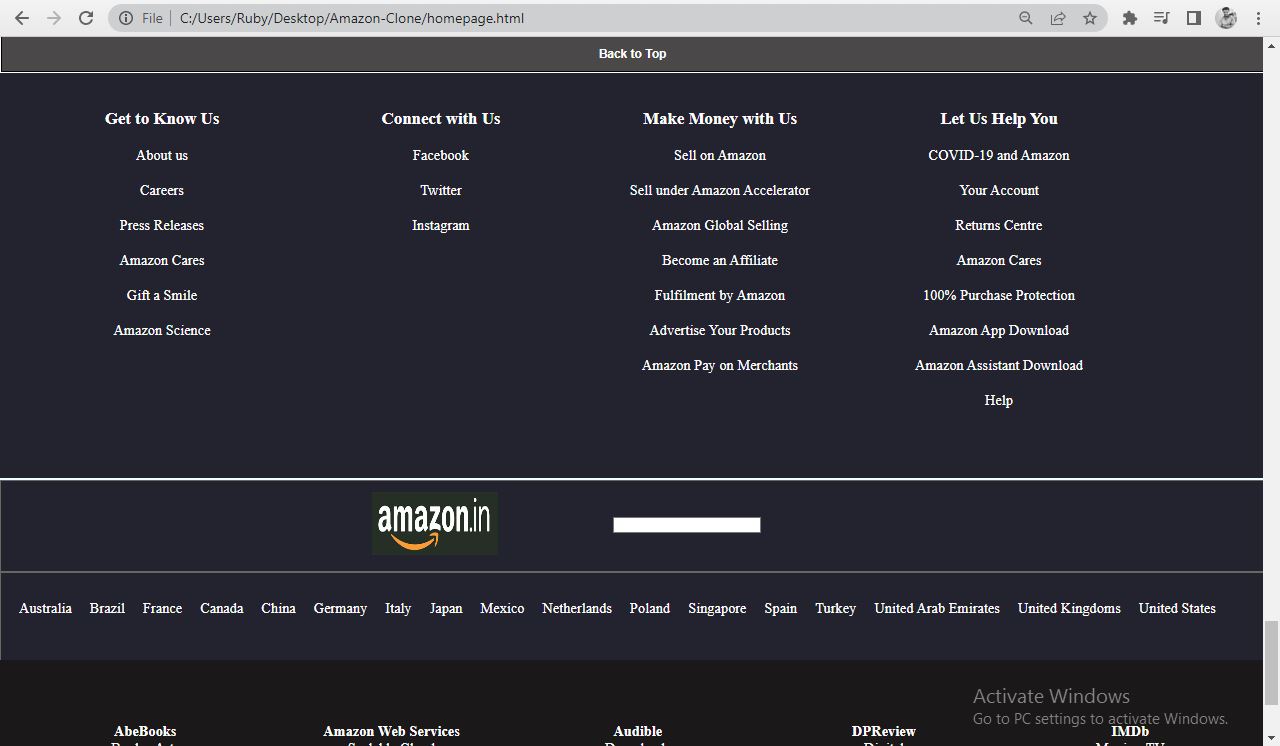 File C:/Users/Ruby/Desktop/Amazon-Clone/homepage.html
Back to Top
Get to Know Us
About us
Careers
Press Releases
Amazon Cares
Gift a Smile
Amazon Science
Connect with Us
Facebook
Twitter
Instagram
Make Money with Us
Sell on Amazon
Sell under Amazon Accelerator
Amazon Global Selling
Become an Affiliate
Fulfilment by Amazon
Advertise Your Products
Amazon Pay on Merchants
Let Us Help You
COVID-19 and Amazon
Your Account
Returns Centre
Amazon Cares
100% Purchase Protection
Amazon App Download
Amazon Assistant Download
Help
amazon.in
Australia Brazil France Canada China Germany Italy Japan Mexico Netherlands Poland Singapore Spain Turkey United Arab Emirates United Kingdoms United States
Activate Windows
Go to PC settings to activate Windows.
AbeBooks Amazon Web Services Audible DPReview IMDb